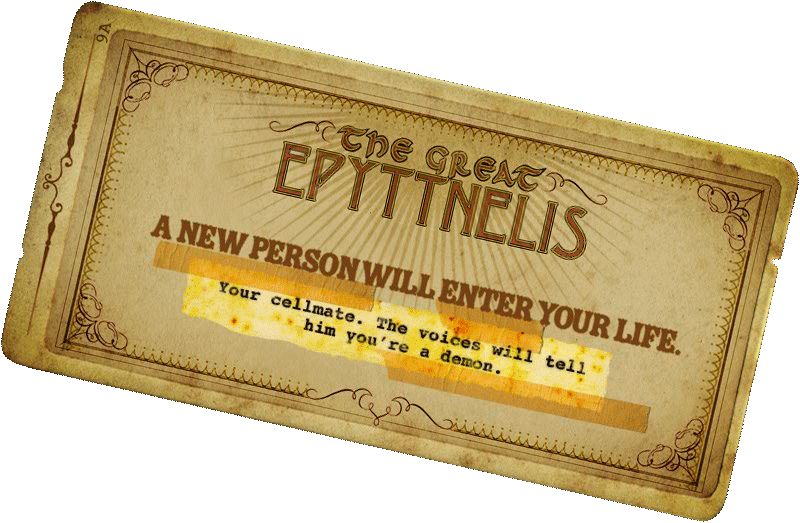 9A
THE GREAT
EPYTTNELIS
A NEW PERSON WILL ENTER YOUR LIFE.
Your cellmate. The voices will tell
him you're a demon.